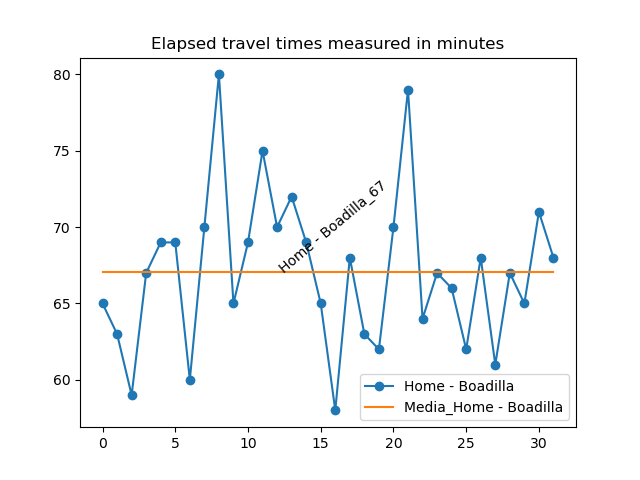 Elapsed travel times measured in minutes
80
75
70
65
60
Home - Boadilla_67
0 5 10 15 20 25 30
Home - Boadilla
Media_Home - Boadilla